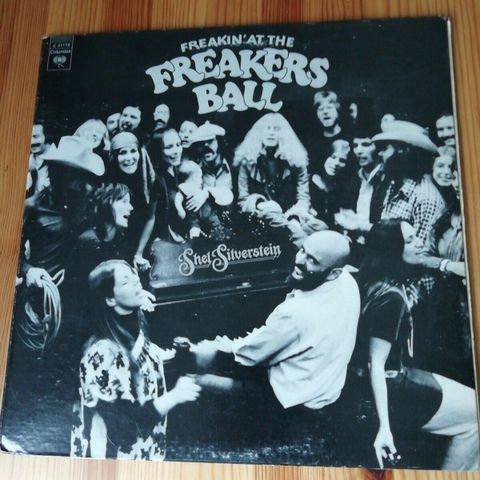 Columbia
FREAKIN' AT THE
FREAKERS
BALL
Shel Silverstein